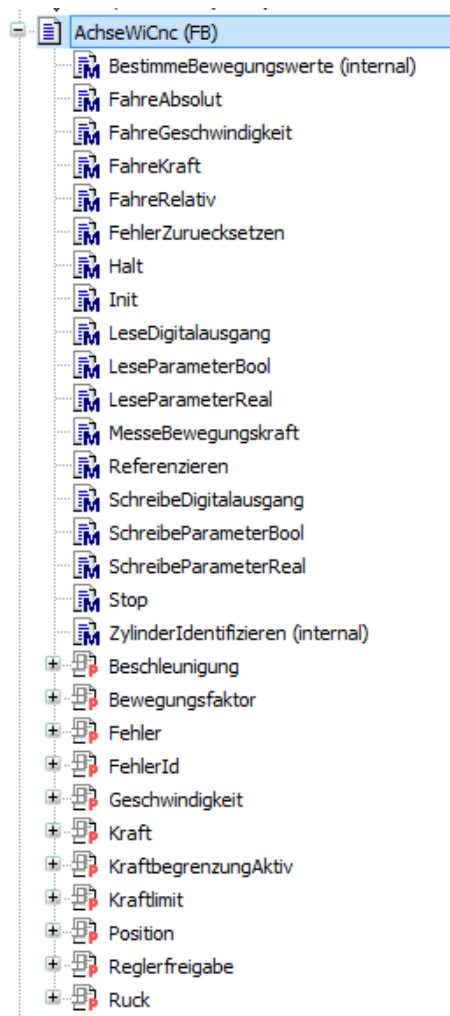 AchseWiCnc (FB)
BestimmeBewegungswerte (internal)
FahreAbsolut
FahreGeschwindigkeit
FahreKraft
FahreRelativ
FehlerZuruecksetzen
Halt
Init
LeseDigitalausgang
LeseParameterBool
LeseParameterReal
MesseBewegungskraft
Referenzieren
SchreibeDigitalausgang
SchreibeParameterBool
SchreibeParameterReal
Stop
ZylinderIdentifizieren (internal)
Beschleunigung
Bewegungsfaktor
Fehler
FehlerId
Geschwindigkeit
Kraft
KraftbegrenzungAktiv
Kraftlimit
Position
Reglerfreigabe
Ruck